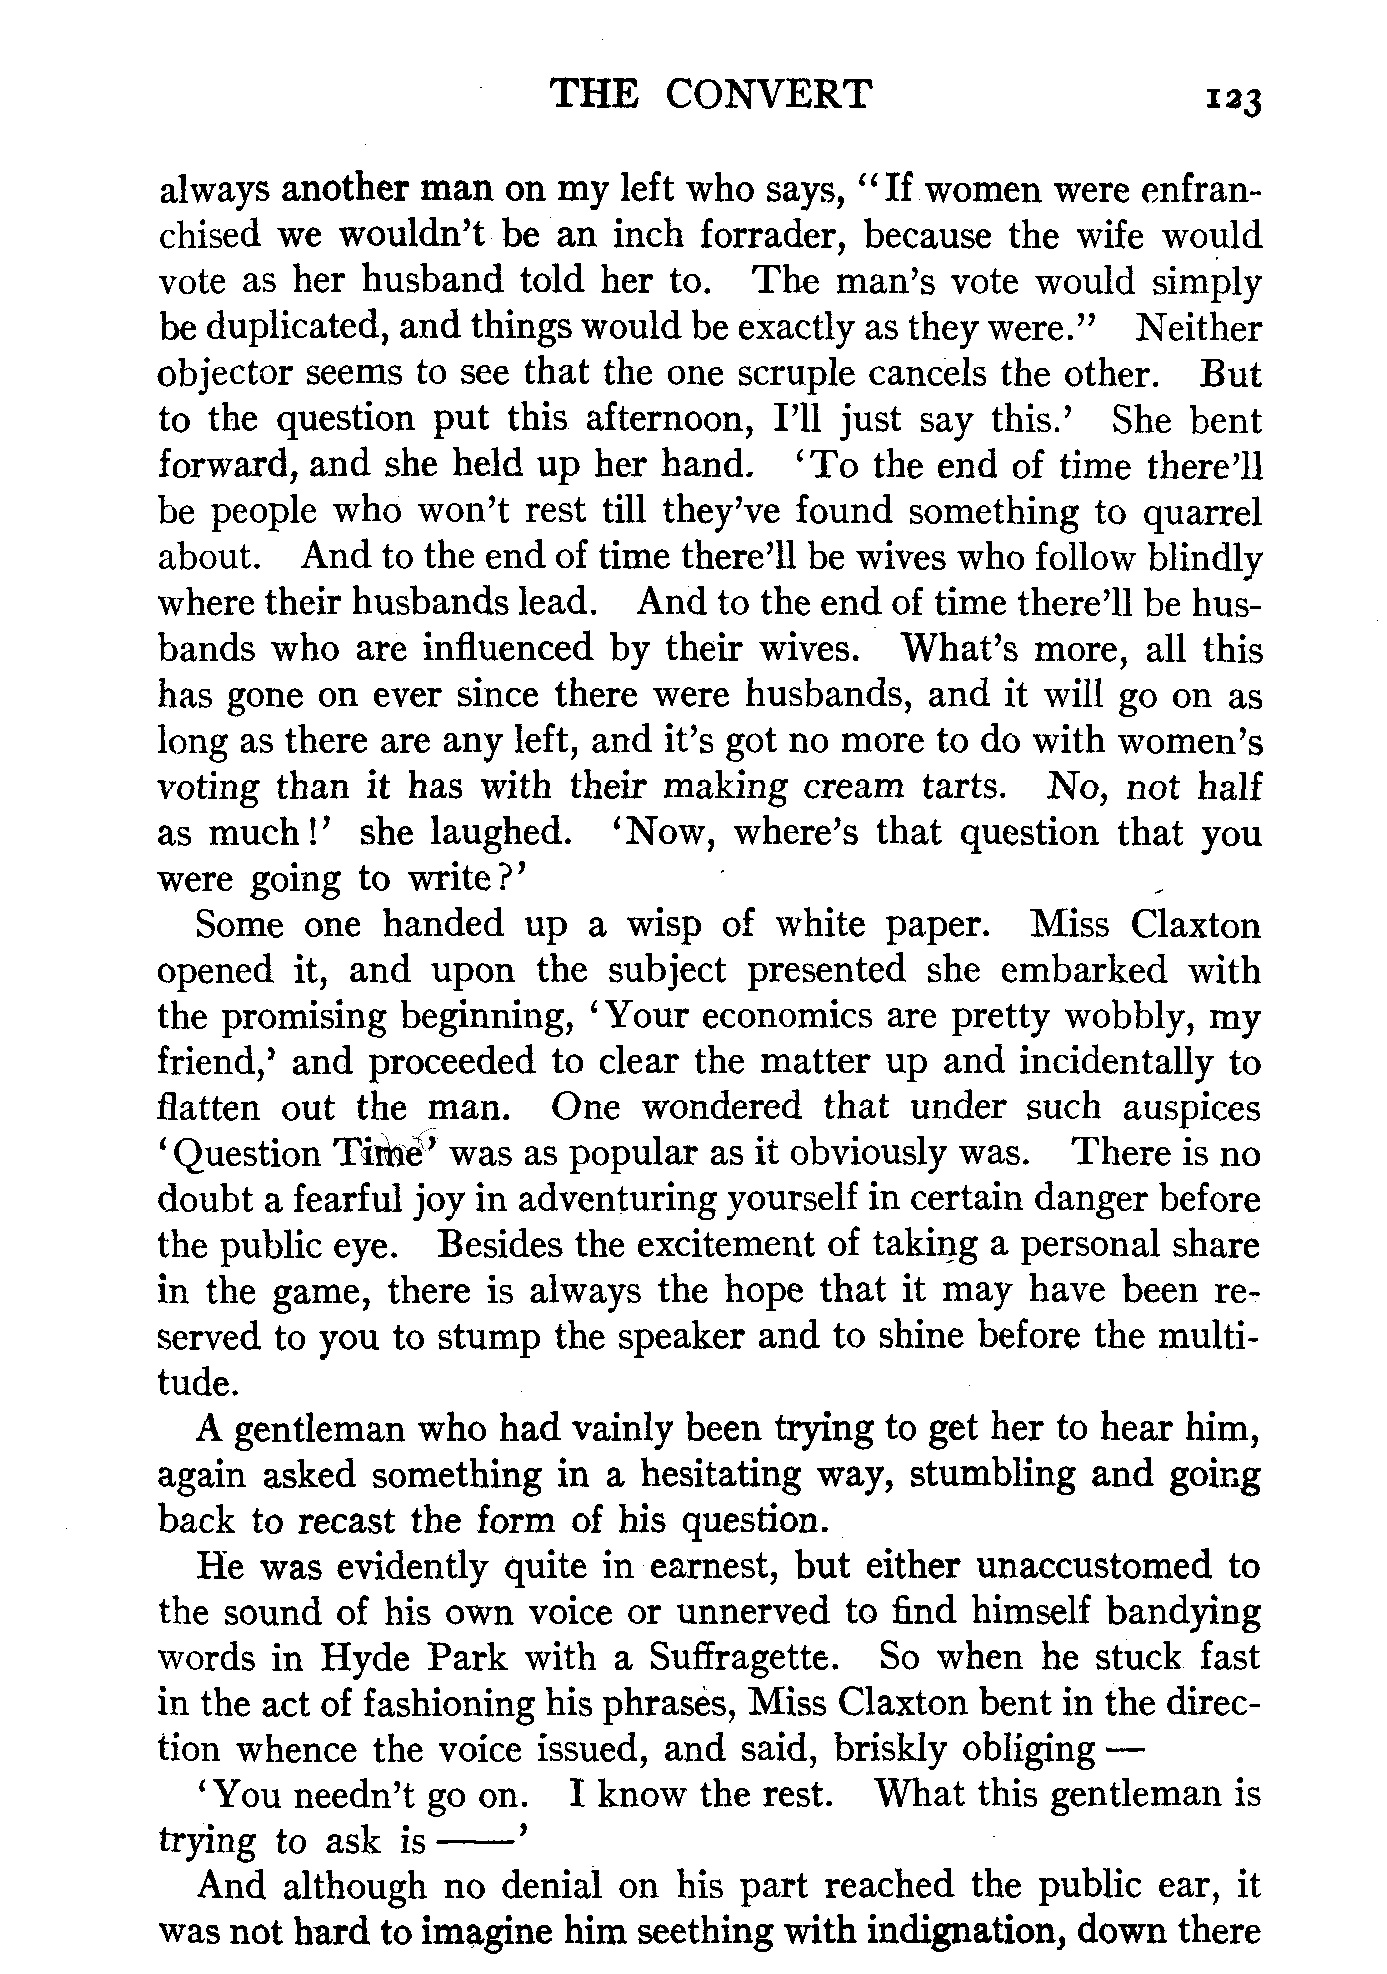 THE CONVERT 123
always another man on my left who says, "If women were enfran-
chised we wouldn't be an inch forrader, because the wife would
vote as her husband told her to. The man's vote would simply
be duplicated, and things would be exactly as they were." Neither
objector seems to see that the one scruple cancels the other. But
to the question put this afternoon, I'll just say this.' She bent
forward, and she held up her hand. 'To the end of time there'll
be people who won't rest till they've found something to quarrel
about. And to the end of time there'll be wives who follow blindly
where their husbands lead. And to the end of time there'll be hus-
bands who are influenced by their wives. What's more, all this
has gone on ever since there were husbands, and it will go on as
long as there are any left, and it's got no more to do with women's
voting than it has with their making cream tarts. No, not half
as much!' she laughed. 'Now, where's that question that you
were going to write?'
Some one handed up a wisp of white paper. Miss Claxton
opened it, and upon the subject presented she embarked with
the promising beginning, 'Your economics are pretty wobbly, my
friend,' and proceeded to clear the matter up and incidentally to
flatten out the man. One wondered that under such auspices
'Question Time' was as popular as it obviously was. There is no
doubt a fearful joy in adventuring yourself in certain danger before
the public eye. Besides the excitement of taking a personal share
in the game, there is always the hope that it may have been re-
served to you to stump the speaker and to shine before the multi-
tude.
A gentleman who had vainly been trying to get her to hear him,
again asked something in a hesitating way, stumbling and going
back to recast the form of his question.
He was evidently quite in earnest, but either unaccustomed to
the sound of his own voice or unnerved to find himself bandying
words in Hyde Park with a Suffragette. So when he stuck fast
in the act of fashioning his phrases, Miss Claxton bent in the direc-
tion whence the voice issued, and said, briskly obliging —
'You needn't go on. I know the rest. What this gentleman is
trying to ask is ——'
And although no denial on his part reached the public ear, it
was not hard to imagine him seething with indignation, down there